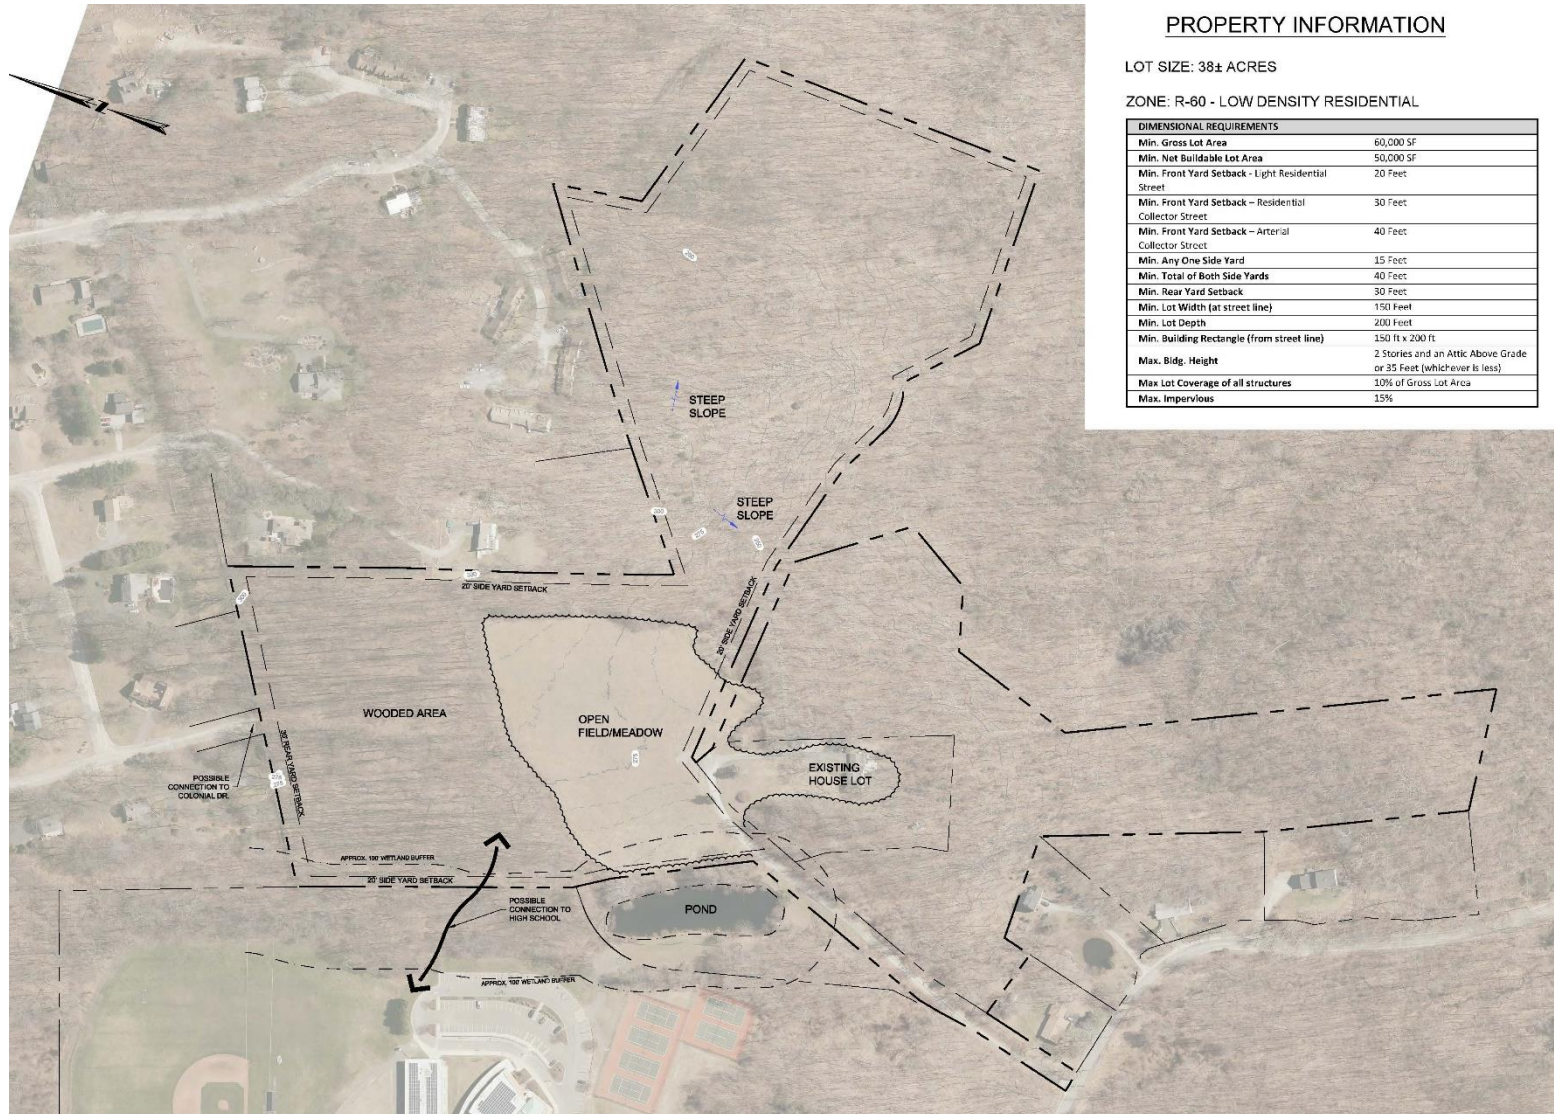 PROPERTY INFORMATION
LOT SIZE: 38± ACRES
ZONE: R-60 - LOW DENSITY RESIDENTIAL
DIMENSIONAL REQUIREMENTS
Min. Gross Lot Area 60,000 SF
Min. Net Buildable Lot Area 50,000 SF
Min. Front Yard Setback - Light Residential 20 Feet
Street
Min. Front Yard Setback – Residential 30 Feet
Collector Street
Min. Front Yard Setback – Arterial 40 Feet
Collector Street
Min. Any One Side Yard 15 Feet
Min. Total of Both Side Yards 40 Feet
Min. Rear Yard Setback 30 Feet
Min. Lot Width (at street line) 150 Feet
Min. Lot Depth 200 Feet
Min. Building Rectangle (from street line) 150 ft x 200 ft
Max. Bldg. Height 2 Stories and an Attic Above Grade
or 35 Feet (whichever is less)
Max Lot Coverage of all structures 10% of Gross Lot Area
Max. Impervious 15%
STEEP
SLOPE
STEEP
SLOPE
300
300
300
20' SIDE YARD SETBACK
20' SIDE YARD SETBACK
WOODED AREA
OPEN
FIELD/MEADOW
30' REAR YARD SETBACK
POSSIBLE
CONNECTION TO
COLONIAL DR.
EXISTING
HOUSE LOT
APPROX. 100' WETLAND BUFFER
20' SIDE YARD SETBACK
POSSIBLE
CONNECTION TO
HIGH SCHOOL
POND
APPROX. 100' WETLAND BUFFER